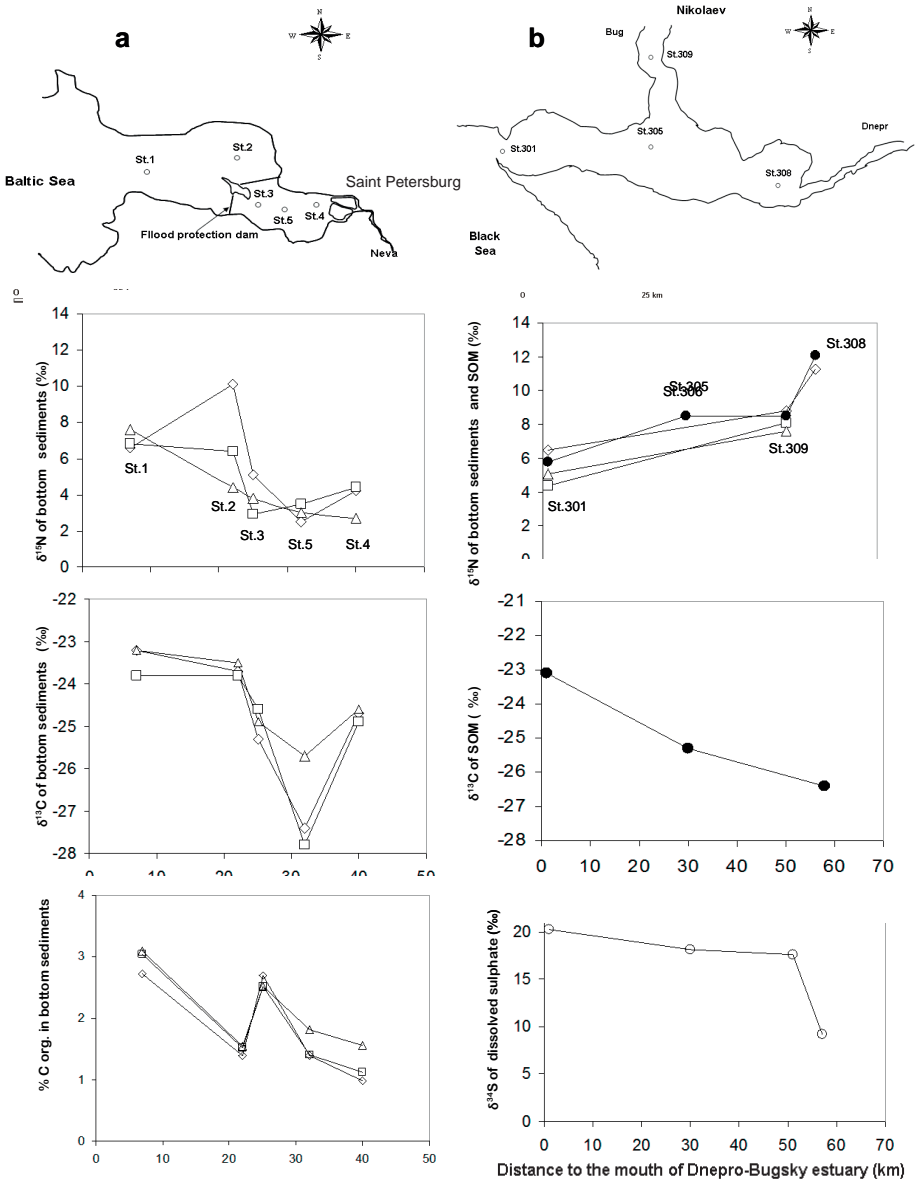 a
N
W E
S
St.1
St.2
Baltic Sea
Saint Petersburg
St.3
St.5
St.4
Fllood protection dam
Neva
0
b
Nikolaev
Bug
N
W E
S
St.309
St.305
St.301
Dnepr
St.308
Black
Sea
0 25 km
δ¹⁵N of bottom sediments (‰)
14
12
10
8
6
4
2
0
St.1
St.2
St.3
St.5
St.4
δ¹⁵N of bottom sediments and SOM (‰)
14
12
10
8
6
4
2
0
St.308
St.305
St.306
St.309
St.301
δ¹³C of bottom sediments (‰)
-22
-23
-24
-25
-26
-27
-28
0 10 20 30 40 50
δ¹³C of SOM ( ‰)
-21
-22
-23
-24
-25
-26
-27
-28
0 10 20 30 40 50 60 70
% C org. in bottom sediments
4
3
2
1
0
0 10 20 30 40 50
δ³⁴S of dissolved sulphate (‰)
20
15
10
5
0
0 10 20 30 40 50 60 70
Distance to the mouth of Dnepro-Bugsky estuary (km)